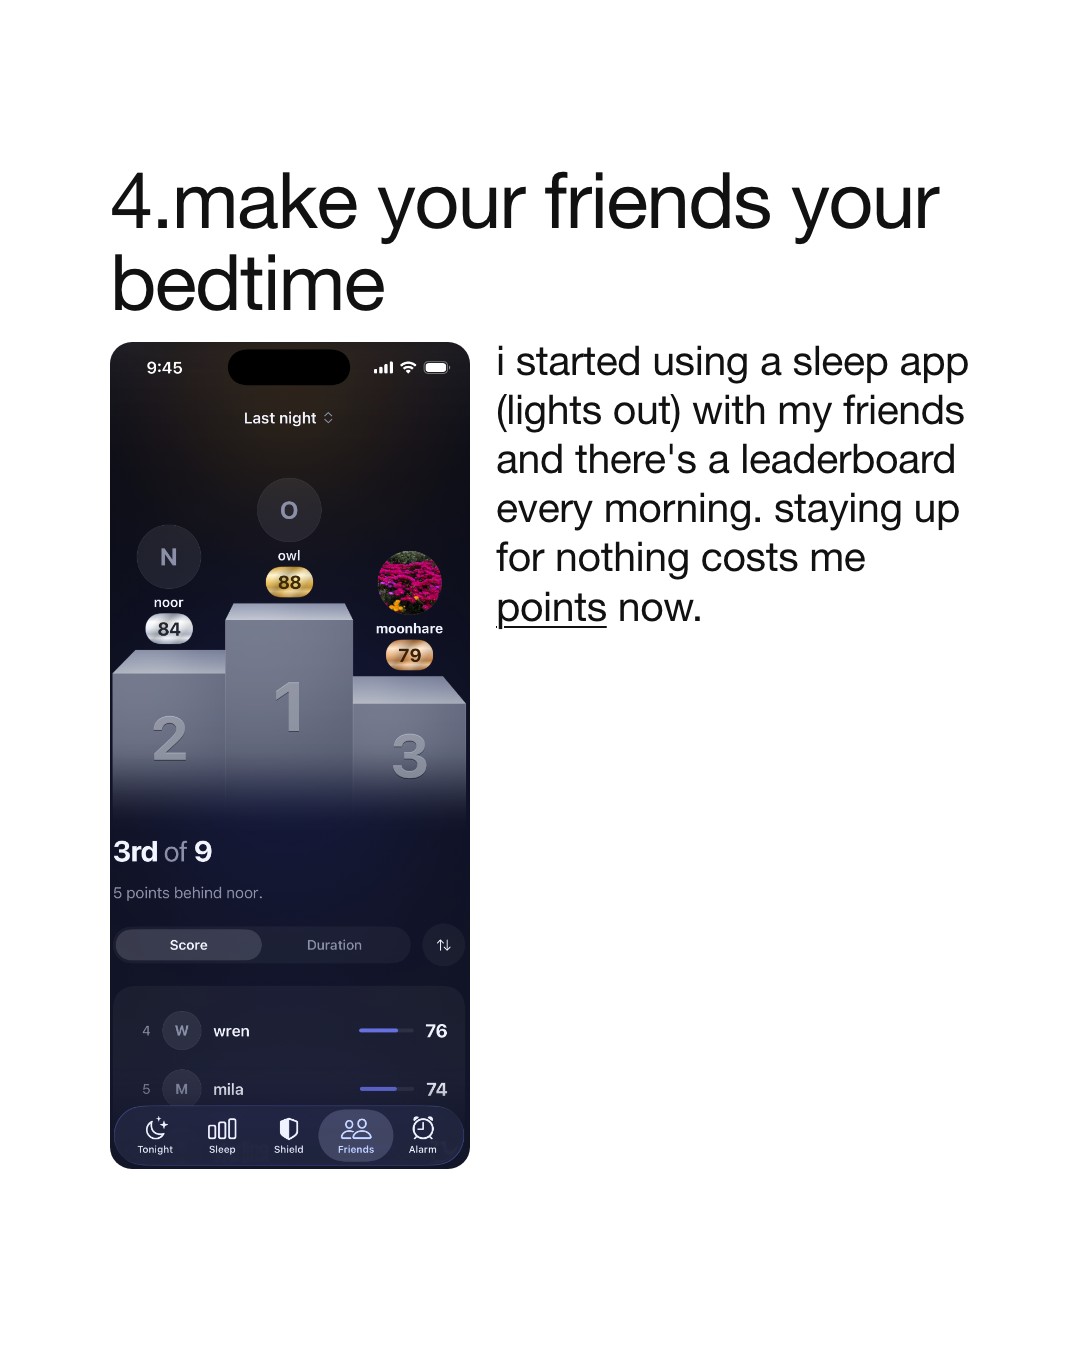 4.make your friends your
bedtime
9:45
Last night
O
owl
88
N
noor
84
moonhare
79
1
2
3
3rd of 9
5 points behind noor.
Score Duration
4 W wren 76
5 M mila 74
Tonight Sleep Shield Friends Alarm
i started using a sleep app
(lights out) with my friends
and there's a leaderboard
every morning. staying up
for nothing costs me
points now.